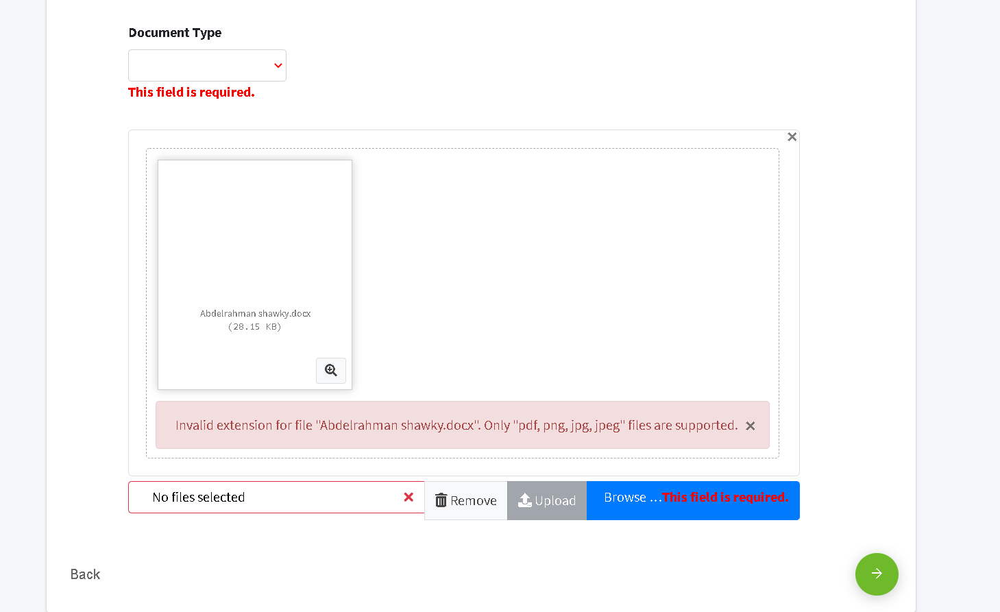 Document Type
This field is required.
Abdelrahman shawky.docx
(28.15 KB)
Invalid extension for file "Abdelrahman shawky.docx". Only "pdf, png, jpg, jpeg" files are supported.
No files selected
Remove
Upload
Browse ...This field is required.
Back